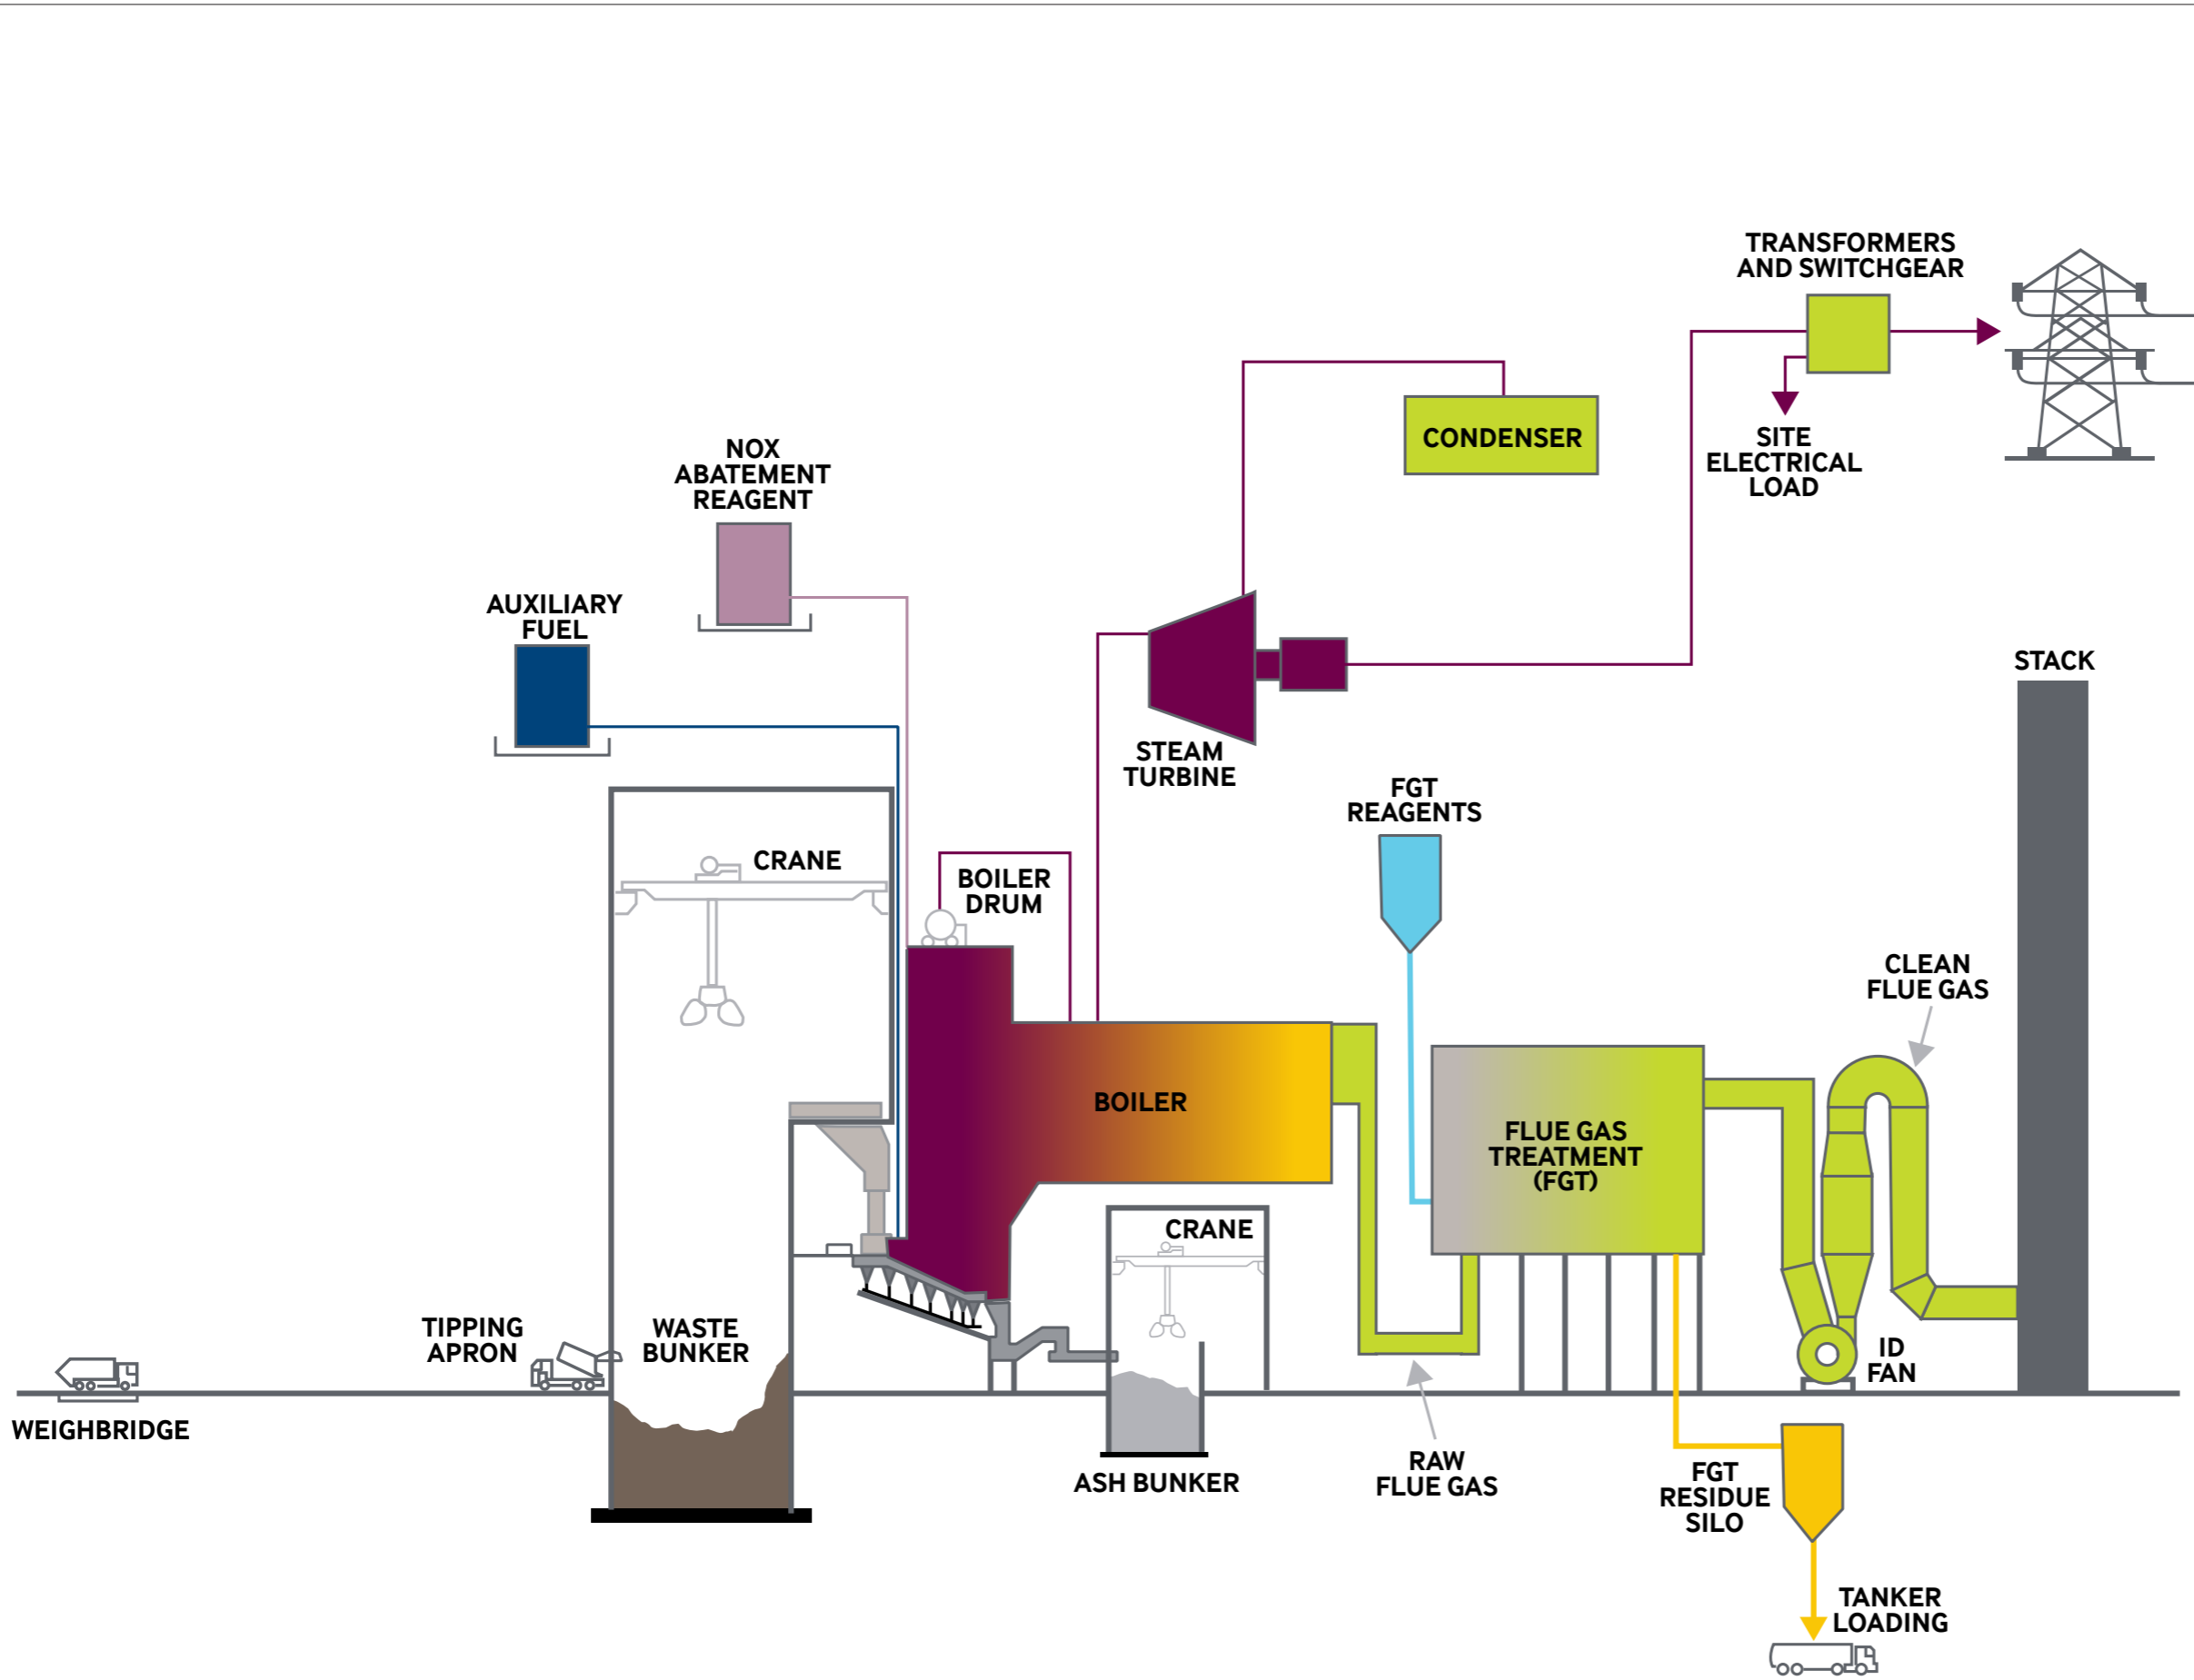 TRANSFORMERS
AND SWITCHGEAR
CONDENSER
SITE
ELECTRICAL
LOAD
NOX
ABATEMENT
REAGENT
AUXILIARY
FUEL
STACK
STEAM
TURBINE
FGT
REAGENTS
CRANE
BOILER
DRUM
CLEAN
FLUE GAS
BOILER
FLUE GAS
TREATMENT
(FGT)
CRANE
TIPPING
APRON
WASTE
BUNKER
ID
FAN
WEIGHBRIDGE
ASH BUNKER
RAW
FLUE GAS
FGT
RESIDUE
SILO
TANKER
LOADING